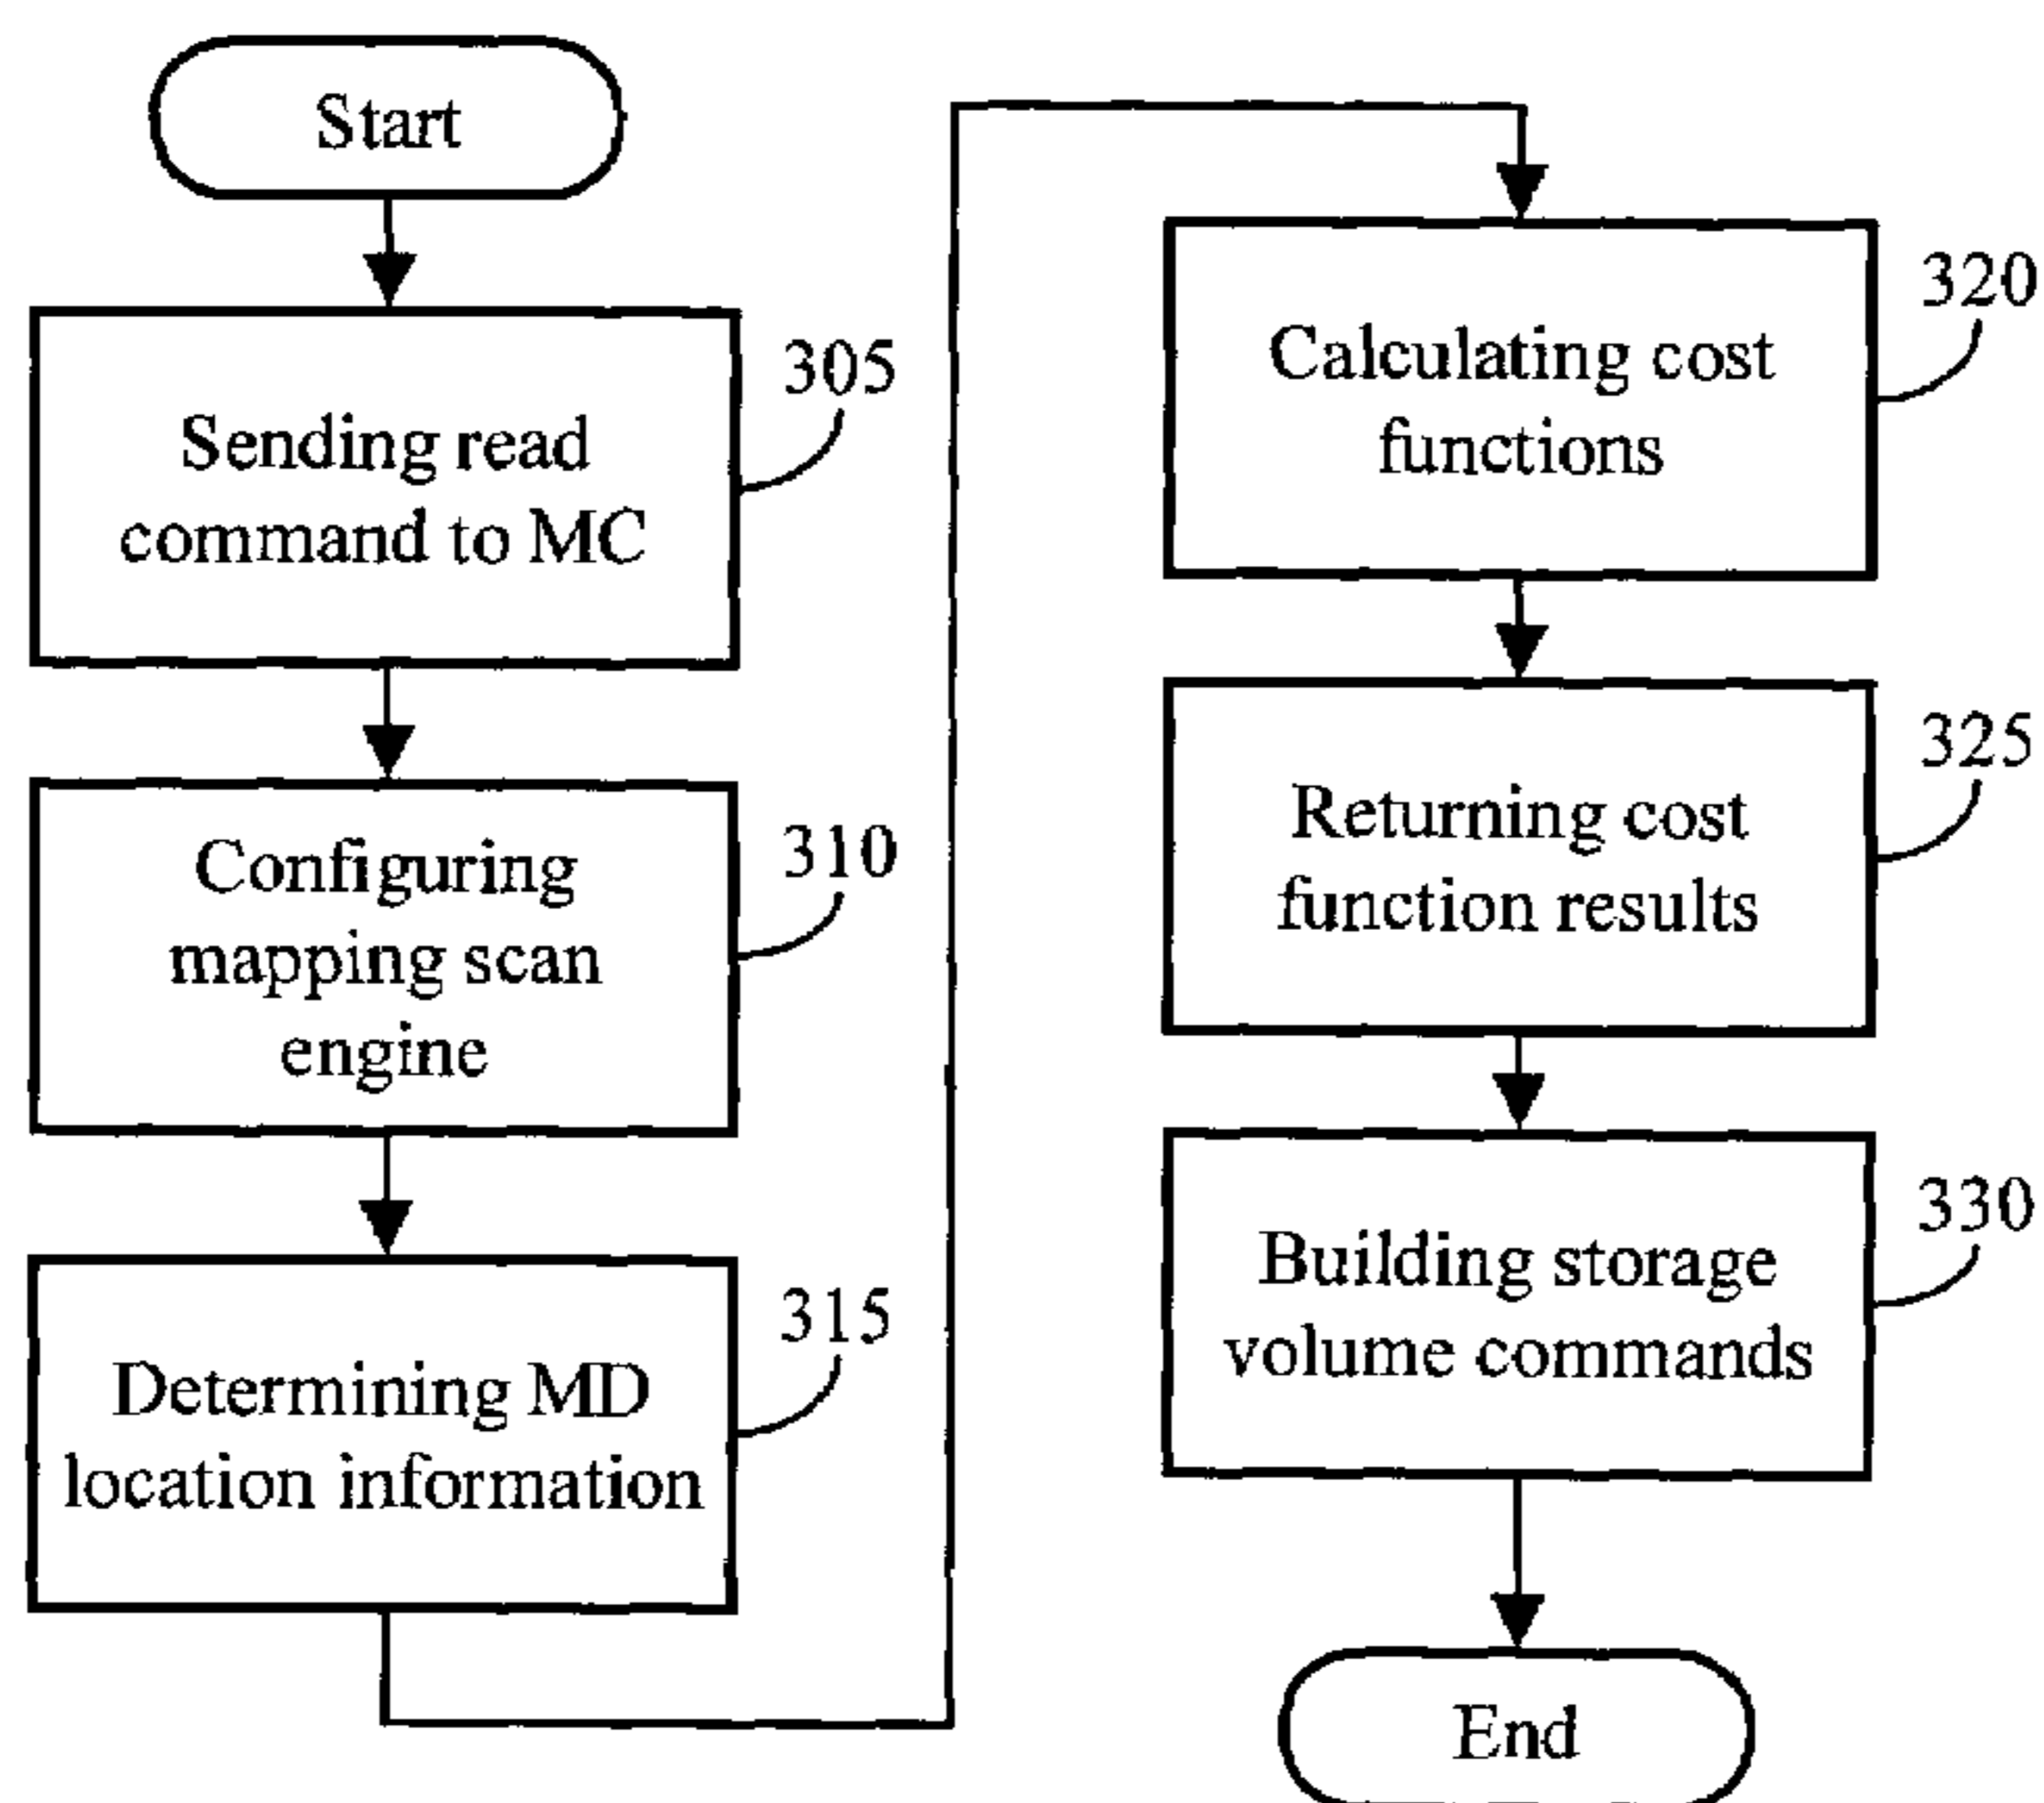 Start
305
Sending read
command to MC
310
Configuring
mapping scan
engine
315
Determining MD
location information
320
Calculating cost
functions
325
Returning cost
function results
330
Building storage
volume commands
End